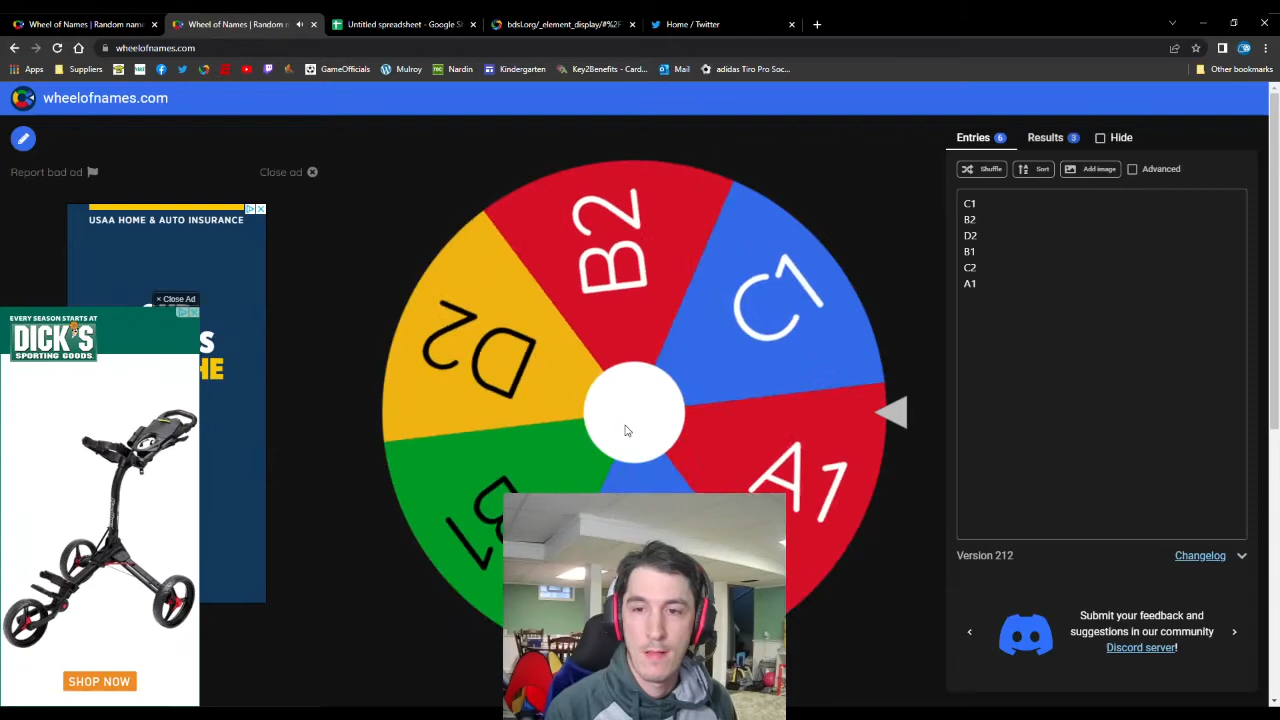 Wheel of Names | Random name
Wheel of Names | Random n
Untitled spreadsheet - Google Sh
bdsl.org/_element_display/#%2F
Home / Twitter
wheelofnames.com
Apps
Suppliers
GameOfficials
Mulroy
Nardin
Kindergarten
Key2Benefits - Card...
Mail
adidas Tiro Pro Soc...
Other bookmarks
wheelofnames.com
Report bad ad
Close ad
USAA HOME & AUTO INSURANCE
× Close Ad
EVERY SEASON STARTS AT
DICK'S
SPORTING GOODS.
SHOP NOW
B2
C1
D2
A1
B1
Entries 6
Results 3
Hide
Shuffle
Sort
Add image
Advanced
C1
B2
D2
B1
C2
A1
Version 212
Changelog
Submit your feedback and
suggestions in our community
Discord server!